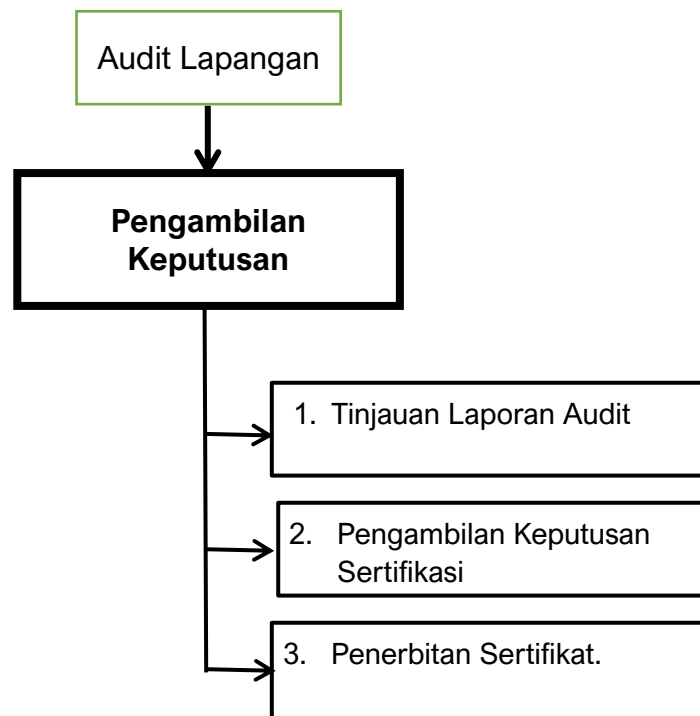 Audit Lapangan
Pengambilan
Keputusan
1. Tinjauan Laporan Audit
2. Pengambilan Keputusan
Sertifikasi
3. Penerbitan Sertifikat.